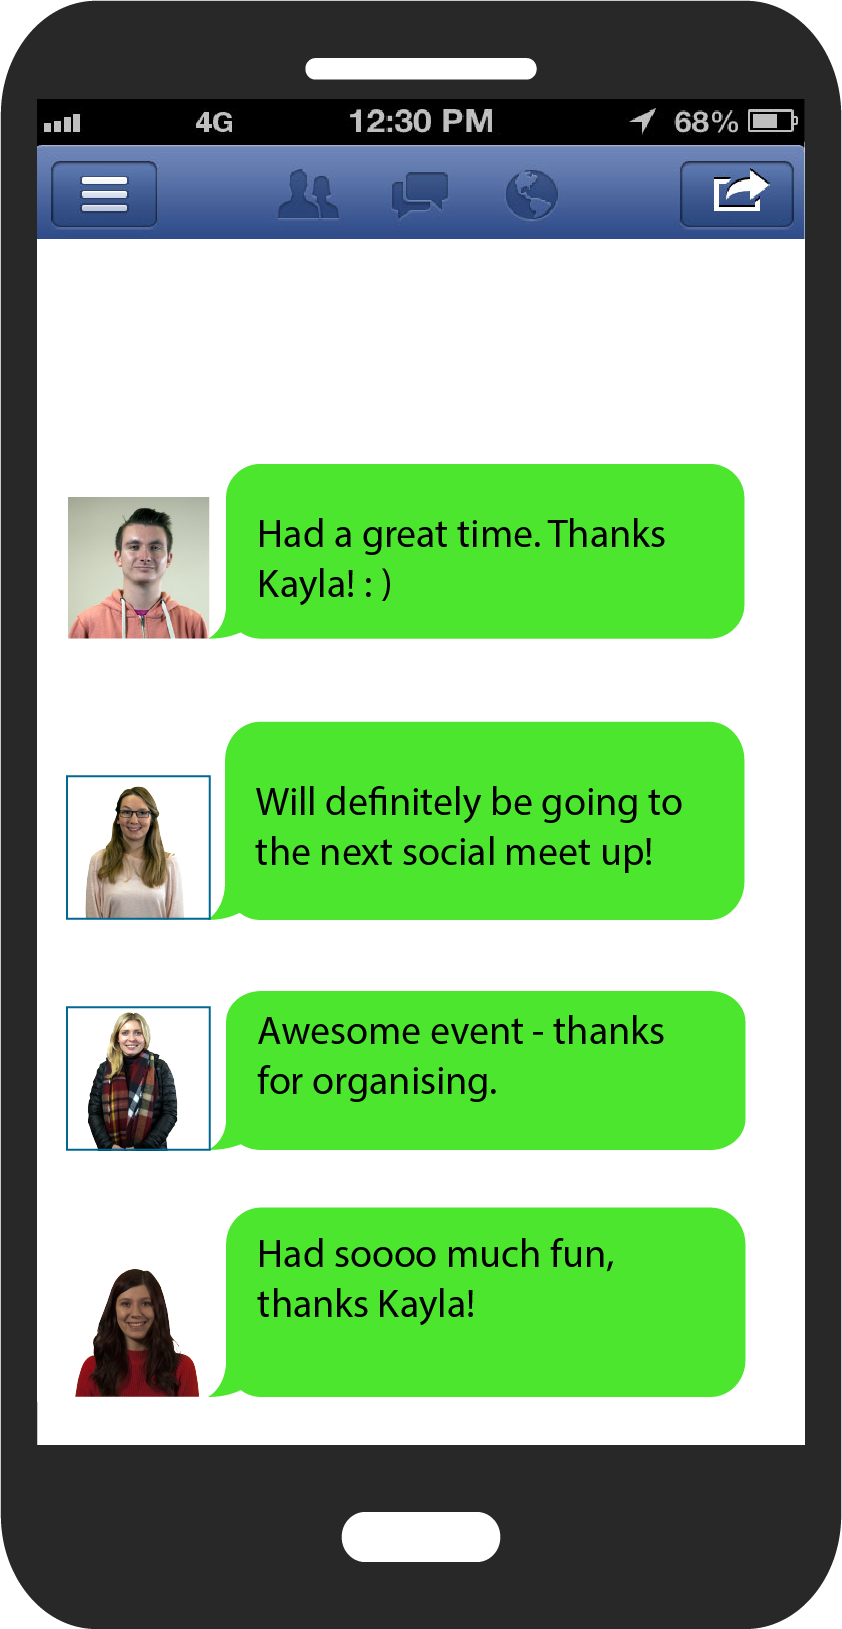 4G 12:30 PM 68%
Had a great time. Thanks
Kayla! : )
Will definitely be going to
the next social meet up!
Awesome event - thanks
for organising.
Had soooo much fun,
thanks Kayla!